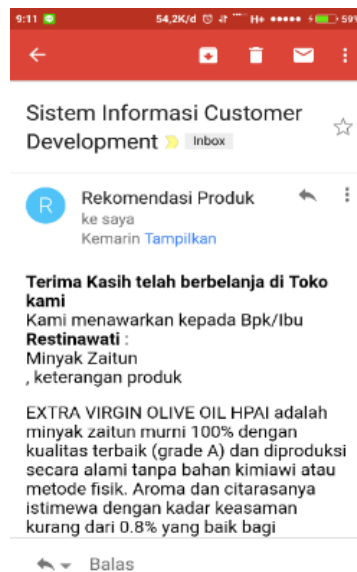 9:11
54,2K/d H+ 59%
Sistem Informasi Customer
Development Inbox
R
Rekomendasi Produk
ke saya
Kemarin Tampilkan
Terima Kasih telah berbelanja di Toko
kami
Kami menawarkan kepada Bpk/Ibu
Restinawati :
Minyak Zaitun
, keterangan produk
EXTRA VIRGIN OLIVE OIL HPAI adalah
minyak zaitun murni 100% dengan
kualitas terbaik (grade A) dan diproduksi
secara alami tanpa bahan kimiawi atau
metode fisik. Aroma dan citarasanya
istimewa dengan kadar keasaman
kurang dari 0.8% yang baik bagi
Balas